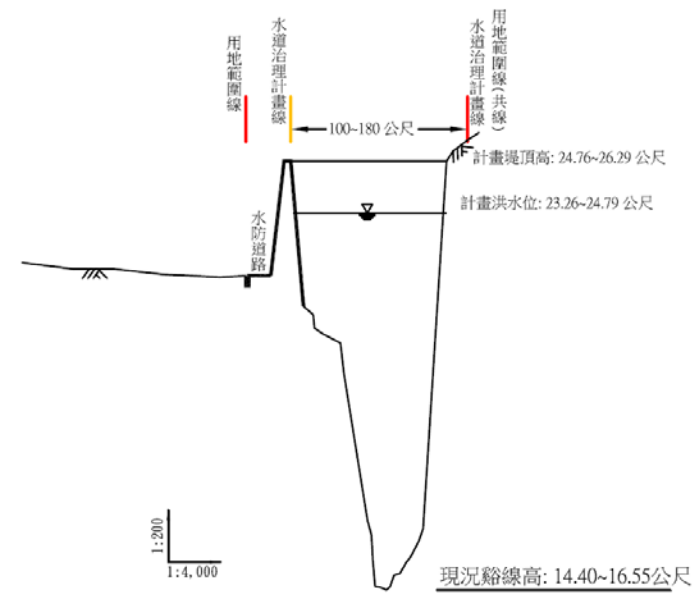 用地範圍線
水道治理計畫線
用地範圍線(共線)
水道治理計畫線
100~180 公尺
計畫堤頂高: 24.76~26.29 公尺
計畫洪水位: 23.26~24.79 公尺
水防道路
1:200
1:4,000
現況谿線高: 14.40~16.55公尺